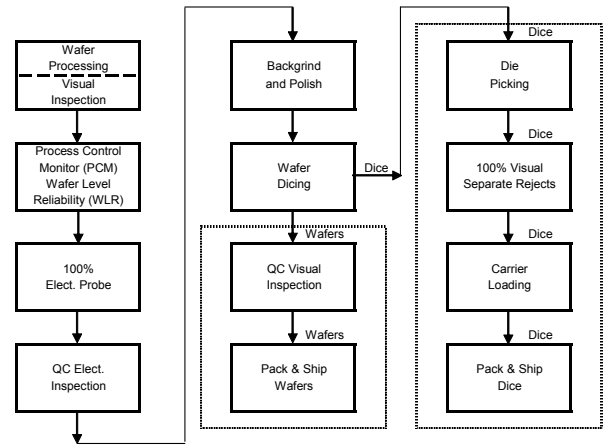 Wafer
Processing
Visual
Inspection
Process Control
Monitor (PCM)
Wafer Level
Reliability (WLR)
100%
Elect. Probe
QC Elect.
Inspection
Backgrind
and Polish
Wafer
Dicing
Dice
Wafers
QC Visual
Inspection
Wafers
Pack & Ship
Wafers
Dice
Die
Picking
Dice
100% Visual
Separate Rejects
Dice
Carrier
Loading
Dice
Pack & Ship
Dice